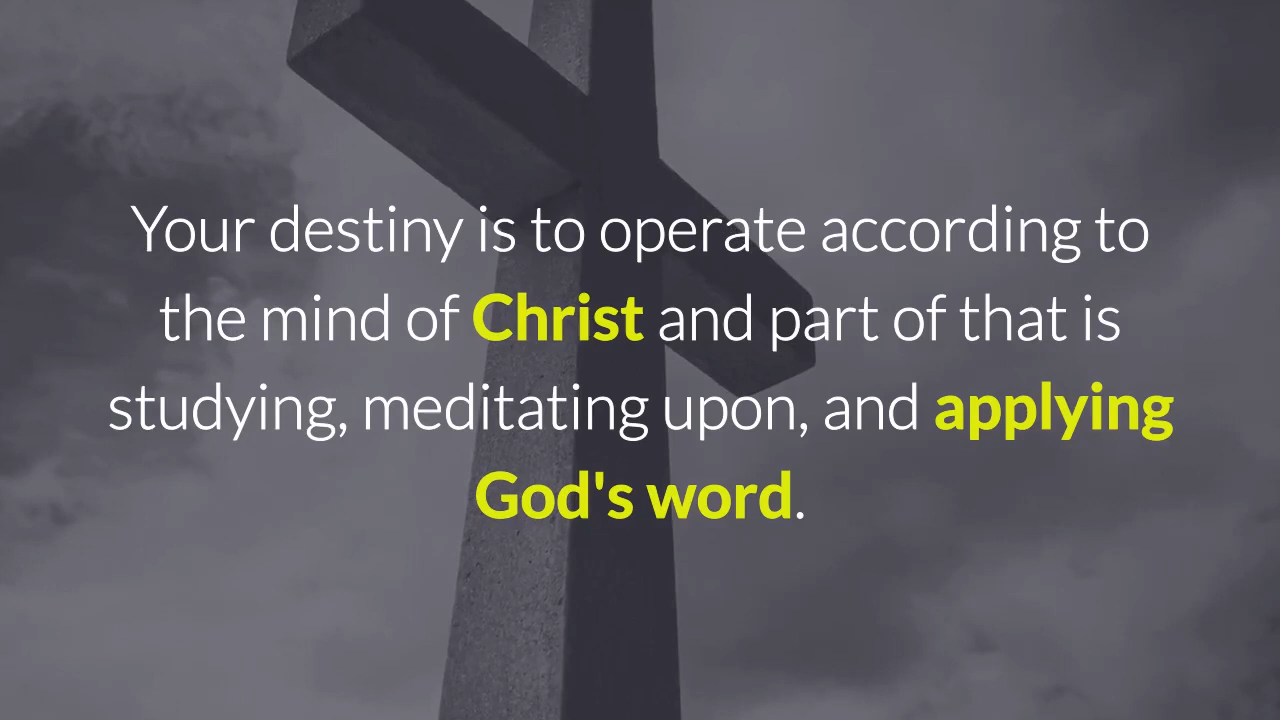 Your destiny is to operate according to
the mind of Christ and part of that is
studying, meditating upon, and applying
God's word.